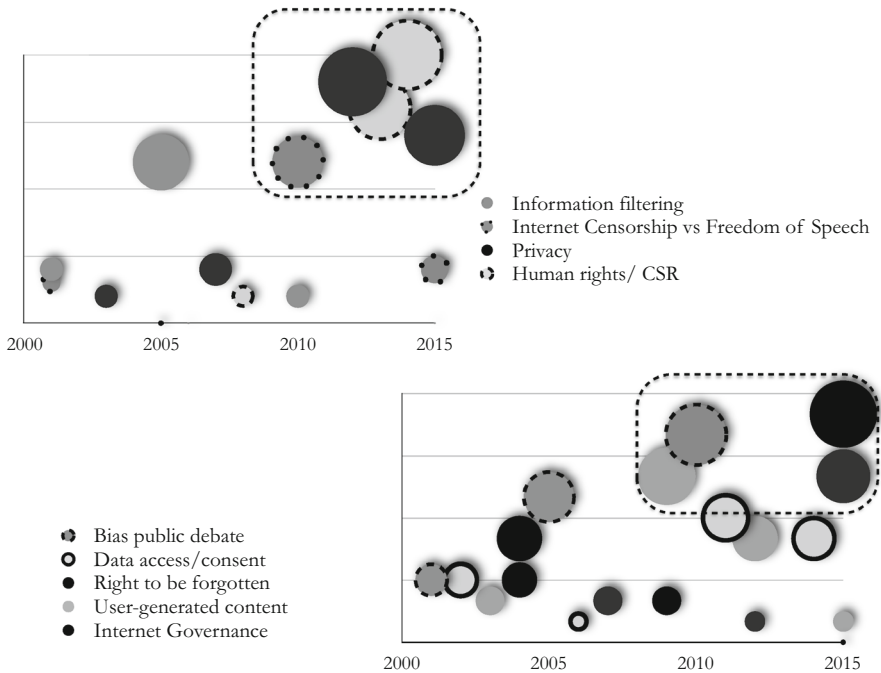 Information filtering
Internet Censorship vs Freedom of Speech
Privacy
Human rights/ CSR
2000 2005 2010 2015
Bias public debate
Data access/consent
Right to be forgotten
User-generated content
Internet Governance
2000 2005 2010 2015